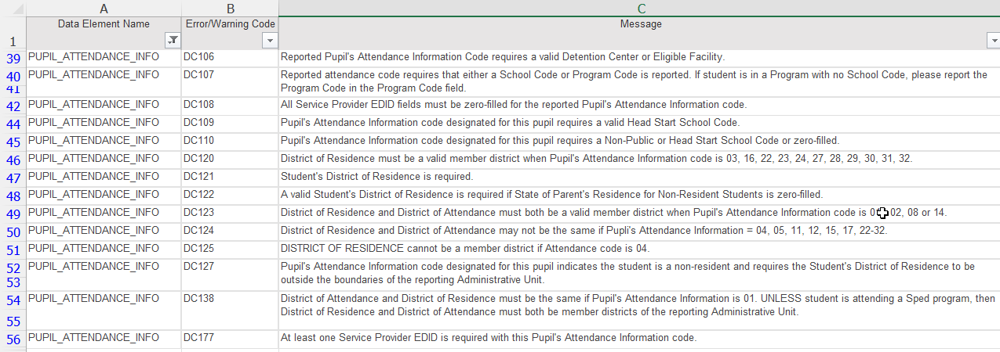 A B C
Data Element Name Error/Warning Code Message
1
39 PUPIL_ATTENDANCE_INFO DC106 Reported Pupil's Attendance Information Code requires a valid Detention Center or Eligible Facility.
40 PUPIL_ATTENDANCE_INFO DC107 Reported attendance code requires that either a School Code or Program Code is reported. If student is in a Program with no School Code, please report the
41 Program Code in the Program Code field.
42 PUPIL_ATTENDANCE_INFO DC108 All Service Provider EDID fields must be zero-filled for the reported Pupil's Attendance Information code.
44 PUPIL_ATTENDANCE_INFO DC109 Pupil's Attendance Information code designated for this pupil requires a valid Head Start School Code.
45 PUPIL_ATTENDANCE_INFO DC110 Pupil's Attendance Information code designated for this pupil requires a Non-Public or Head Start School Code or zero-filled.
46 PUPIL_ATTENDANCE_INFO DC120 District of Residence must be a valid member district when Pupil's Attendance Information code is 03, 16, 22, 23, 24, 27, 28, 29, 30, 31, 32.
47 PUPIL_ATTENDANCE_INFO DC121 Student's District of Residence is required.
48 PUPIL_ATTENDANCE_INFO DC122 A valid Student's District of Residence is required if State of Parent's Residence for Non-Resident Students is zero-filled.
49 PUPIL_ATTENDANCE_INFO DC123 District of Residence and District of Attendance must both be a valid member district when Pupil's Attendance Information code is 02, 08 or 14.
50 PUPIL_ATTENDANCE_INFO DC124 District of Residence and District of Attendance may not be the same if Pupli's Attendance Information = 04, 05, 11, 12, 15, 17, 22-32.
51 PUPIL_ATTENDANCE_INFO DC125 DISTRICT OF RESIDENCE cannot be a member district if Attendance code is 04.
52 PUPIL_ATTENDANCE_INFO DC127 Pupil's Attendance Information code designated for this pupil indicates the student is a non-resident and requires the Student's District of Residence to be
53 outside the boundaries of the reporting Administrative Unit.
54 PUPIL_ATTENDANCE_INFO DC138 District of Attendance and District of Residence must be the same if Pupil's Attendance Information is 01. UNLESS student is attending a Sped program, then
55 District of Residence and District of Attendance must both be member districts of the reporting Administrative Unit.
56 PUPIL_ATTENDANCE_INFO DC177 At least one Service Provider EDID is required with this Pupil's Attendance Information code.